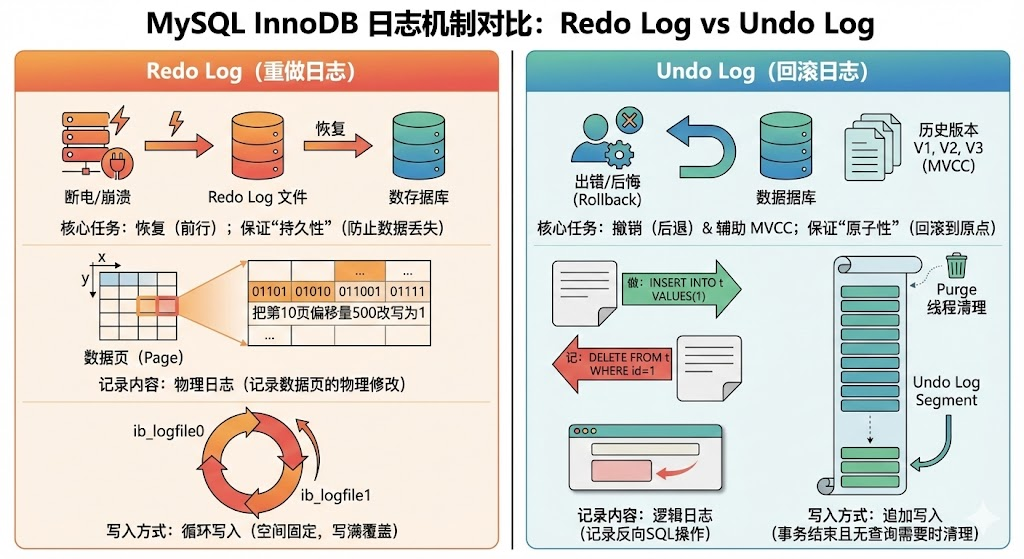 MySQL InnoDB 日志机制对比：Redo Log vs Undo Log
Redo Log（重做日志）
断电/崩溃
Redo Log 文件
恢复
数存据库
核心任务：恢复（前行）；保证“持久性”（防止数据丢失）
x
y
数据页（Page）
... ...
01101 01010 011001 01111
把第10页偏移量500改写为1
...
记录内容：物理日志（记录数据页的物理修改）
ib_logfile0
ib_logfile1
写入方式：循环写入（空间固定，写满覆盖）
Undo Log（回滚日志）
出错/后悔
(Rollback)
数据据库
历史版本
V1, V2, V3
(MVCC)
核心任务：撤销（后退）& 辅助 MVCC；保证“原子性”（回滚到原点）
做：INSERT INTO t
VALUES(1)
记：DELETE FROM t
WHERE id=1
记录内容：逻辑日志
（记录反向SQL操作）
Purge
线程清理
Undo Log
Segment
写入方式：追加写入
（事务结束且无查询需要时清理）